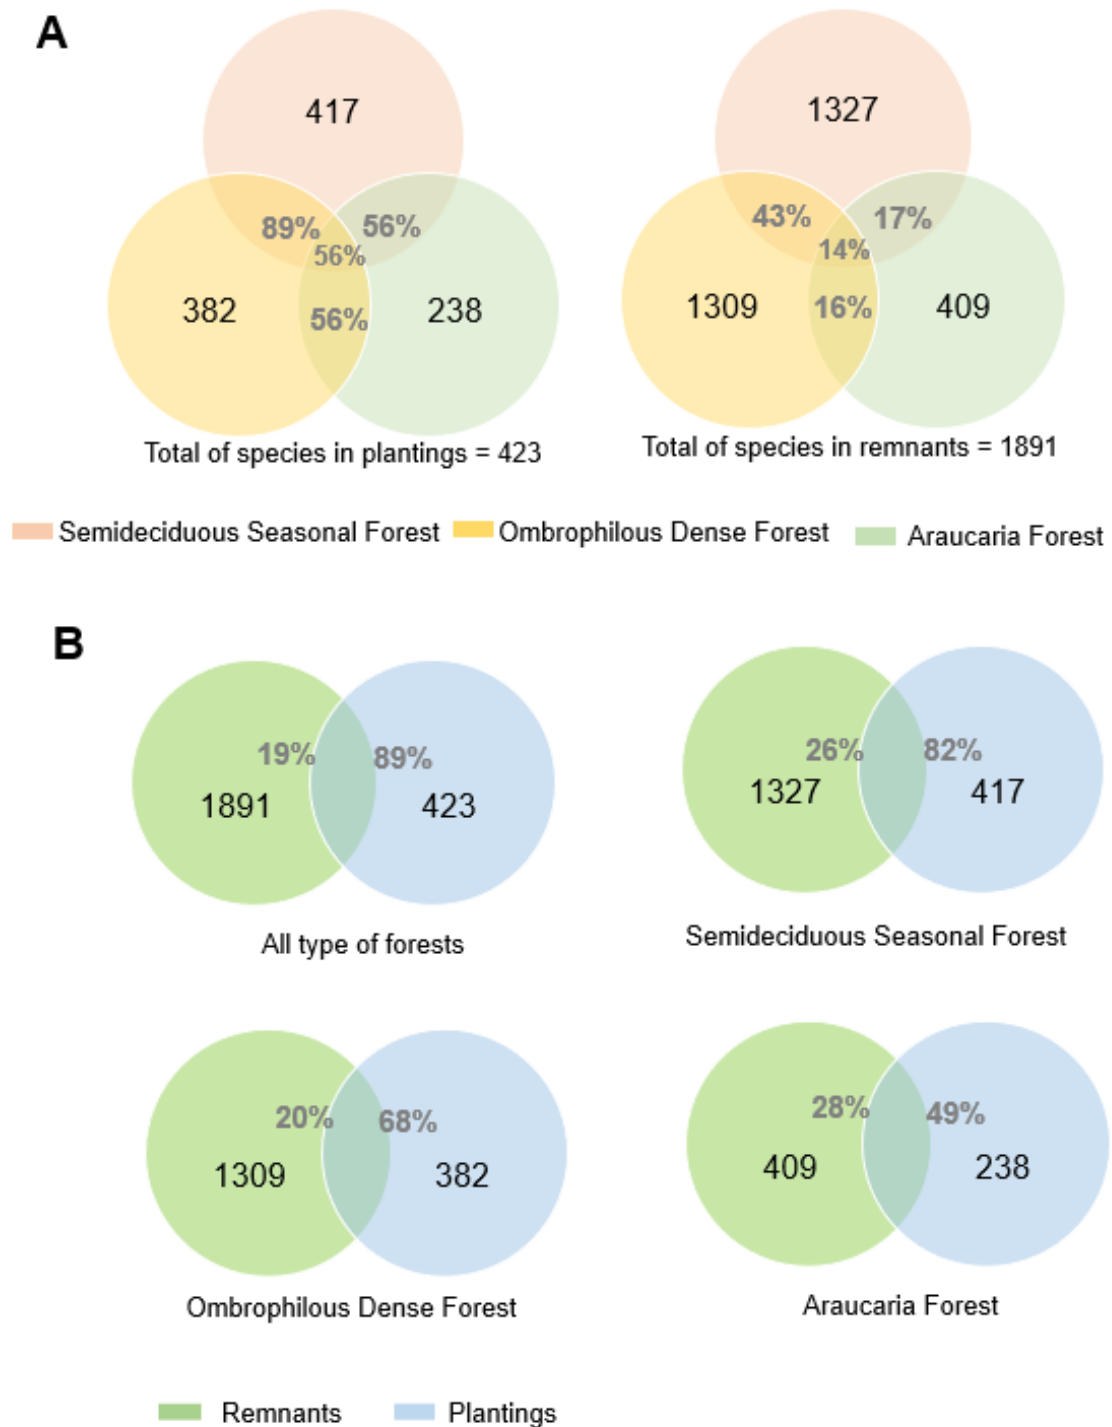 A
417
1327
89%
56%
56%
382
56%
238
43%
17%
14%
1309
16%
409
Total of species in plantings = 423
Total of species in remnants = 1891
Semideciduous Seasonal Forest
Ombrophilous Dense Forest
Araucaria Forest
B
19%
89%
1891
423
All type of forests
26%
82%
1327
417
Semideciduous Seasonal Forest
20%
68%
1309
382
Ombrophilous Dense Forest
28%
49%
409
238
Araucaria Forest
Remnants
Plantings